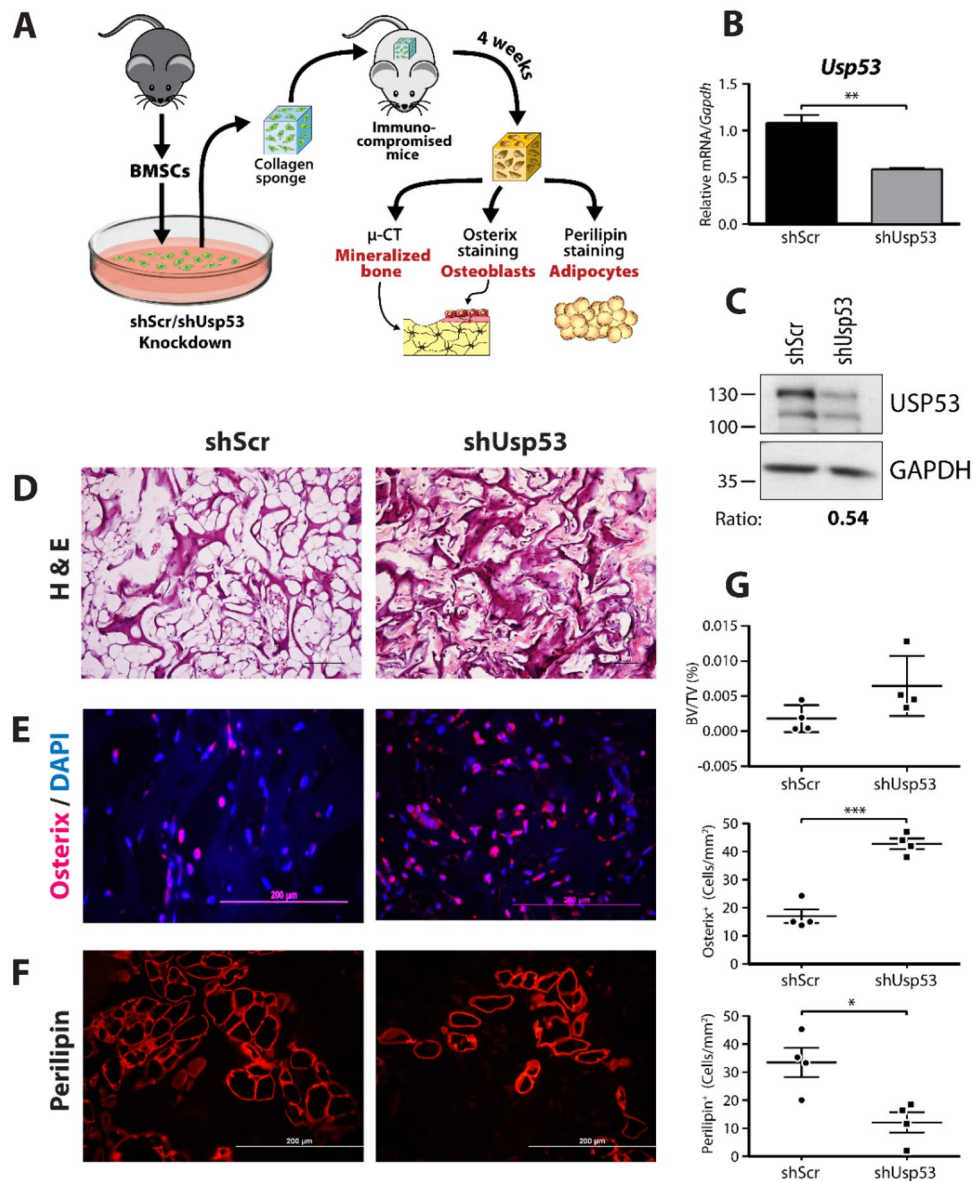 A
BMSCs
shScr/shUsp53
Knockdown
Collagen
sponge
Immuno-
compromised
mice
4 weeks
μ-CT
Mineralized
bone
Osterix
staining
Osteoblasts
Perilipin
staining
Adipocytes
B
Usp53
Relative mRNA/Gapdh
1.5
1.0
0.5
0.0
**
shScr
shUsp53
C
shScr
shUsp53
130
100
USP53
35
GAPDH
Ratio:
0.54
shScr
shUsp53
D
H & E
E
Osterix / DAPI
200 μm
200 μm
F
Perilipin
200 μm
200 μm
G
BV/TV (%)
0.015
0.010
0.005
0.000
-0.005
shScr
shUsp53
Osterix⁺ (Cells/mm²)
50
40
30
20
10
0
***
shScr
shUsp53
Perilipin⁺ (Cells/mm²)
50
40
30
20
10
0
*
shScr
shUsp53